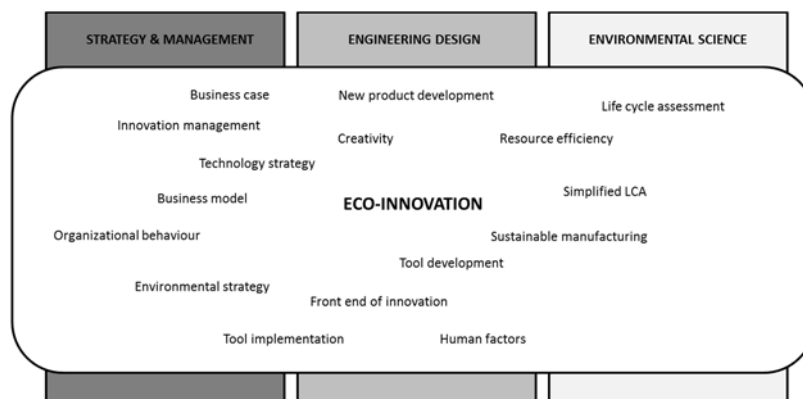 STRATEGY & MANAGEMENT
ENGINEERING DESIGN
ENVIRONMENTAL SCIENCE
Business case
New product development
Life cycle assessment
Innovation management
Creativity
Resource efficiency
Technology strategy
Business model
ECO-INNOVATION
Simplified LCA
Organizational behaviour
Sustainable manufacturing
Tool development
Environmental strategy
Front end of innovation
Tool implementation
Human factors